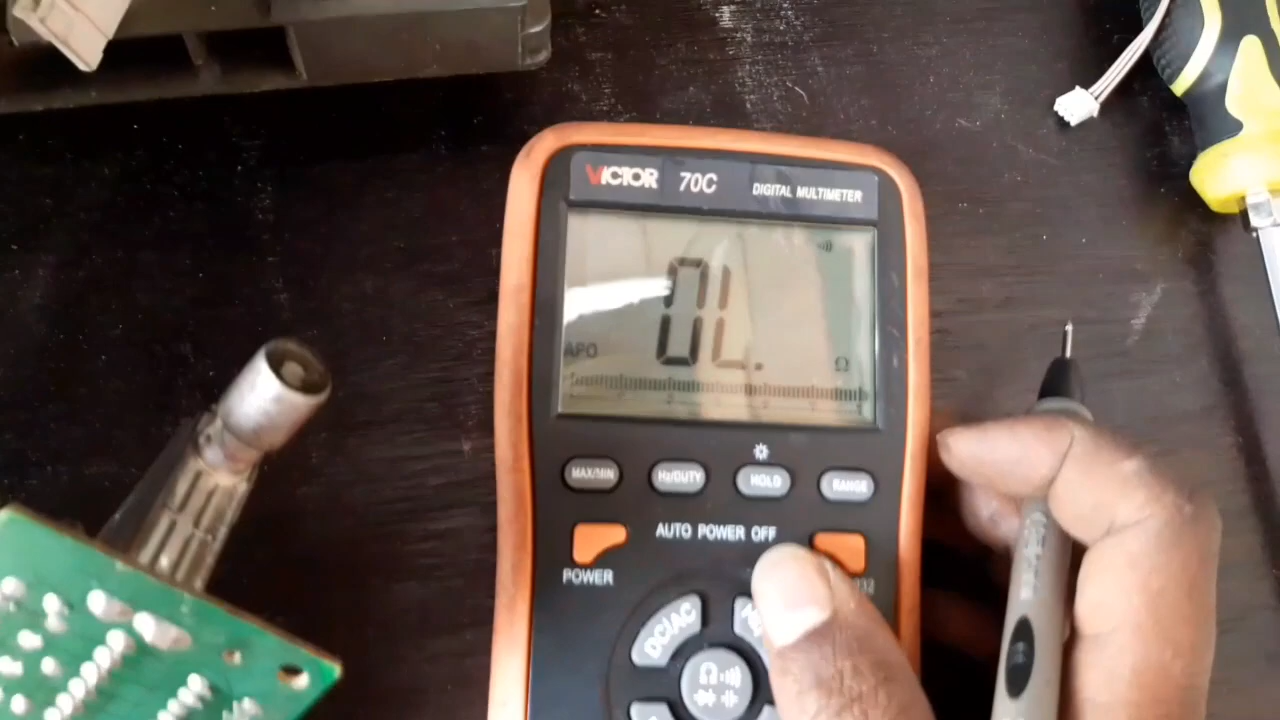 VICTOR 70C DIGITAL MULTIMETER
OL.
APO Ω
MAX/MIN Hz/DUTY HOLD RANGE
AUTO POWER OFF
POWER
DC/AC
Ω